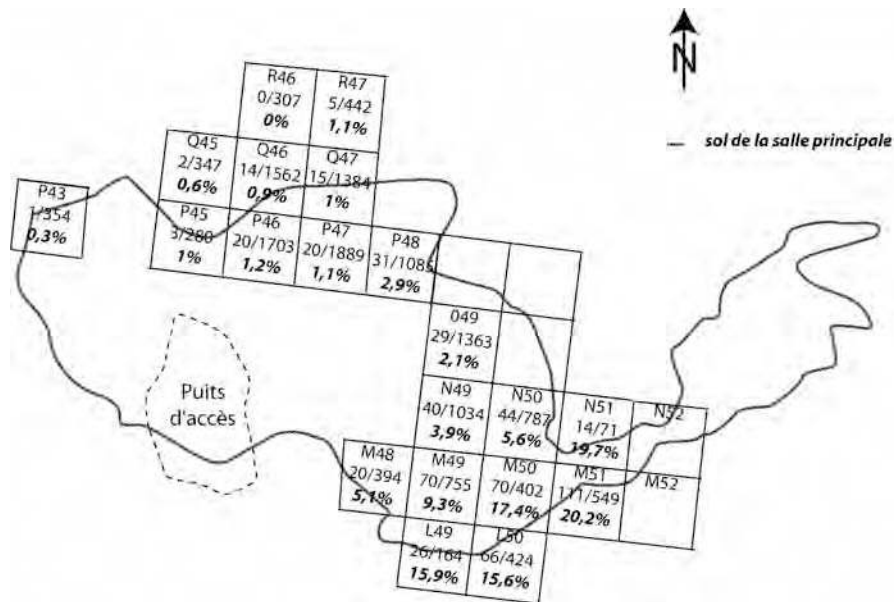 N
sol de la salle principale
R46
0/307
0%
R47
5/442
1,1%
Q45
2/347
0,6%
Q46
14/1562
0,9%
Q47
15/1384
1%
P43
1/354
0,3%
P45
3/280
1%
P46
20/1703
1,2%
P47
20/1889
1,1%
P48
31/1085
2,9%
049
29/1363
2,1%
Puits
d'accès
N49
40/1034
3,9%
N50
44/787
5,6%
N51
14/71
19,7%
N52
M48
20/394
5,1%
M49
70/755
9,3%
M50
70/402
17,4%
M51
111/549
20,2%
M52
L49
26/164
15,9%
L50
66/424
15,6%